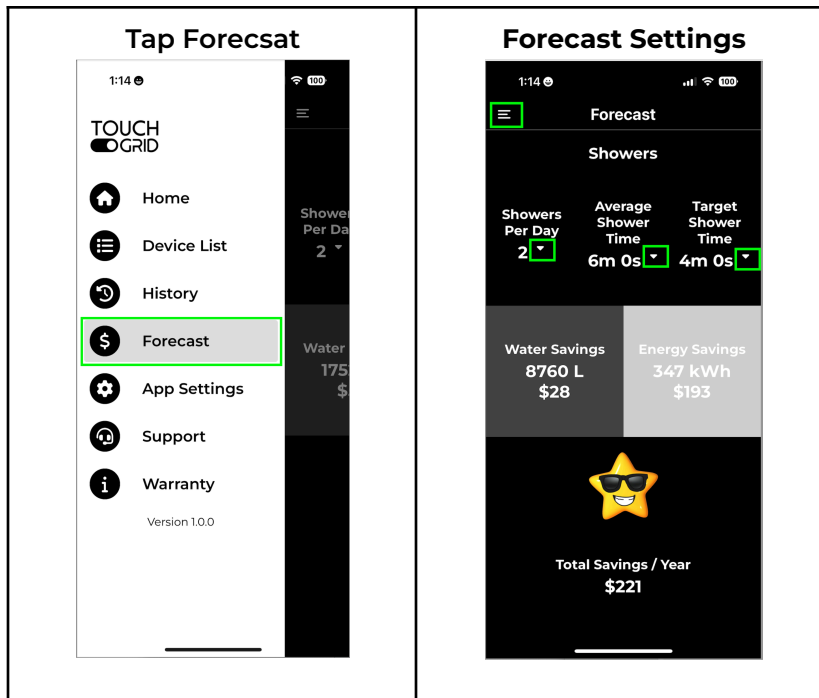 Tap Forecsat
1:14
100
TOUCH
GRID
Home
Device List
History
$ Forecast
App Settings
Support
i Warranty
Version 1.0.0
Shower
Per Da
2
Water
175
$
Forecast Settings
1:14
100
Forecast
Showers
Showers
Per Day
2
Average
Shower
Time
6m 0s
Target
Shower
Time
4m 0s
Water Savings
8760 L
$28
Energy Savings
347 kWh
$193
Total Savings / Year
$221